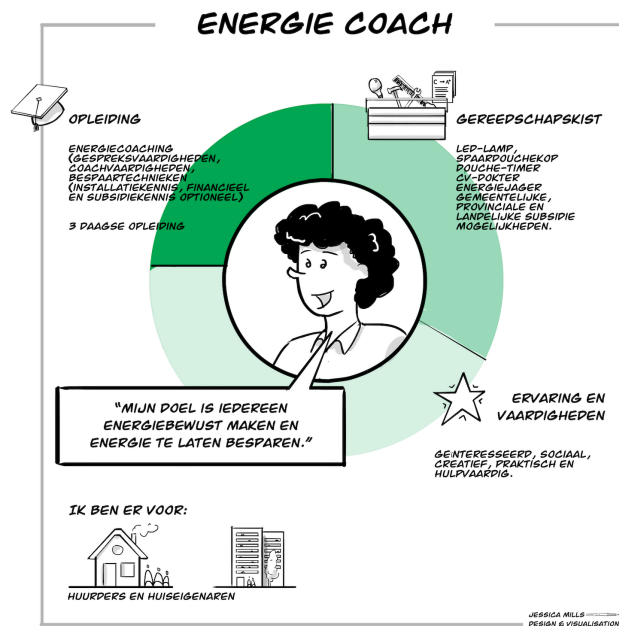 ENERGIE COACH
OPLEIDING
ENERGIECOACHING
(GESPREKSVAARDIGHEDEN,
COACHVAARDIGHEDEN,
BESPAARTECHNIEKEN
(INSTALLATIEKENNIS, FINANCIEEL
EN SUBSIDIEKENNIS OPTIONEEL)
3 DAAGSE OPLEIDING
C → A+
GEREEDSCHAPSKIST
LED-LAMP,
SPAARDOUCHEKOP
DOUCHE-TIMER
CV-DOKTER
ENERGIEJAGER
GEMEENTELIJKE,
PROVINCIALE EN
LANDELIJKE SUBSIDIE
MOGELIJKHEDEN.
"MIJN DOEL IS IEDEREEN
ENERGIEBEWUST MAKEN EN
ENERGIE TE LATEN BESPAREN."
ERVARING EN
VAARDIGHEDEN
GEINTERESSEERD, SOCIAAL,
CREATIEF, PRAKTISCH EN
HULPVAARDIG.
IK BEN ER VOOR:
HUURDERS EN HUISEIGENAREN
JESSICA MILLS
DESIGN & VISUALISATION